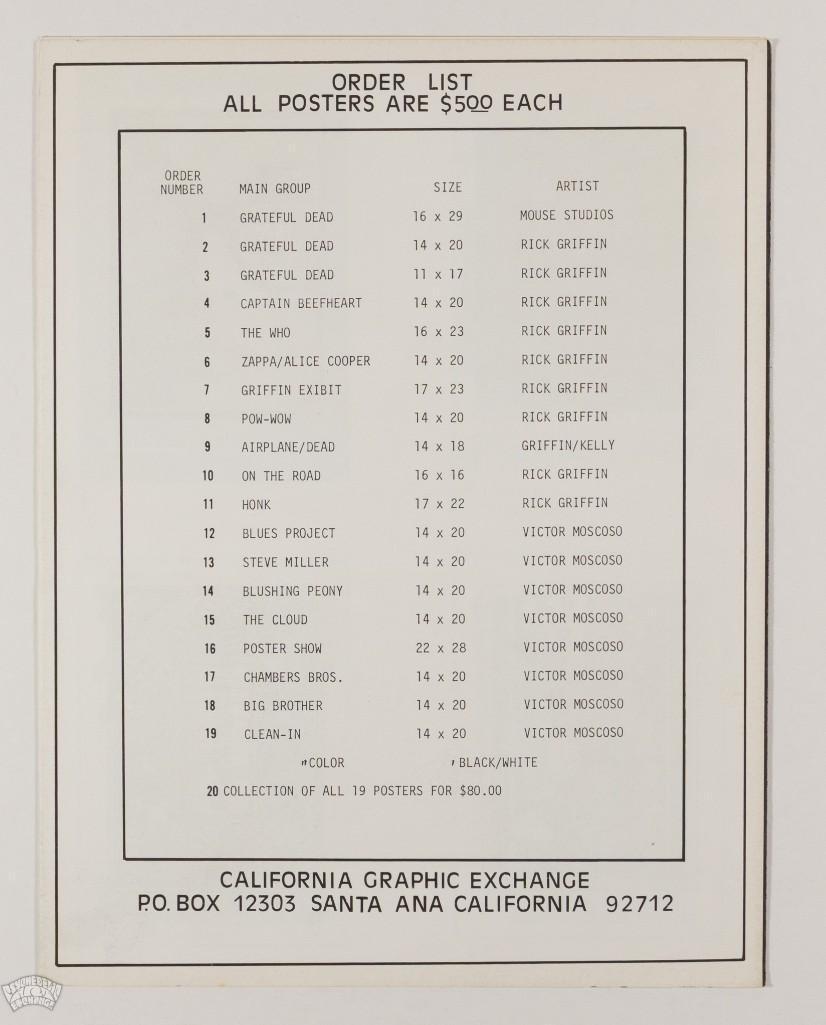 ORDER LIST
ALL POSTERS ARE $5.00 EACH
ORDER
NUMBER MAIN GROUP SIZE ARTIST
1 GRATEFUL DEAD 16 x 29 MOUSE STUDIOS
2 GRATEFUL DEAD 14 x 20 RICK GRIFFIN
3 GRATEFUL DEAD 11 x 17 RICK GRIFFIN
4 CAPTAIN BEEFHEART 14 x 20 RICK GRIFFIN
5 THE WHO 16 x 23 RICK GRIFFIN
6 ZAPPA/ALICE COOPER 14 x 20 RICK GRIFFIN
7 GRIFFIN EXIBIT 17 x 23 RICK GRIFFIN
8 POW-WOW 14 x 20 RICK GRIFFIN
9 AIRPLANE/DEAD 14 x 18 GRIFFIN/KELLY
10 ON THE ROAD 16 x 16 RICK GRIFFIN
11 HONK 17 x 22 RICK GRIFFIN
12 BLUES PROJECT 14 x 20 VICTOR MOSCOSO
13 STEVE MILLER 14 x 20 VICTOR MOSCOSO
14 BLUSHING PEONY 14 x 20 VICTOR MOSCOSO
15 THE CLOUD 14 x 20 VICTOR MOSCOSO
16 POSTER SHOW 22 x 28 VICTOR MOSCOSO
17 CHAMBERS BROS. 14 x 20 VICTOR MOSCOSO
18 BIG BROTHER 14 x 20 VICTOR MOSCOSO
19 CLEAN-IN 14 x 20 VICTOR MOSCOSO
"COLOR 'BLACK/WHITE
20 COLLECTION OF ALL 19 POSTERS FOR $80.00
CALIFORNIA GRAPHIC EXCHANGE
P.O. BOX 12303 SANTA ANA CALIFORNIA 92712